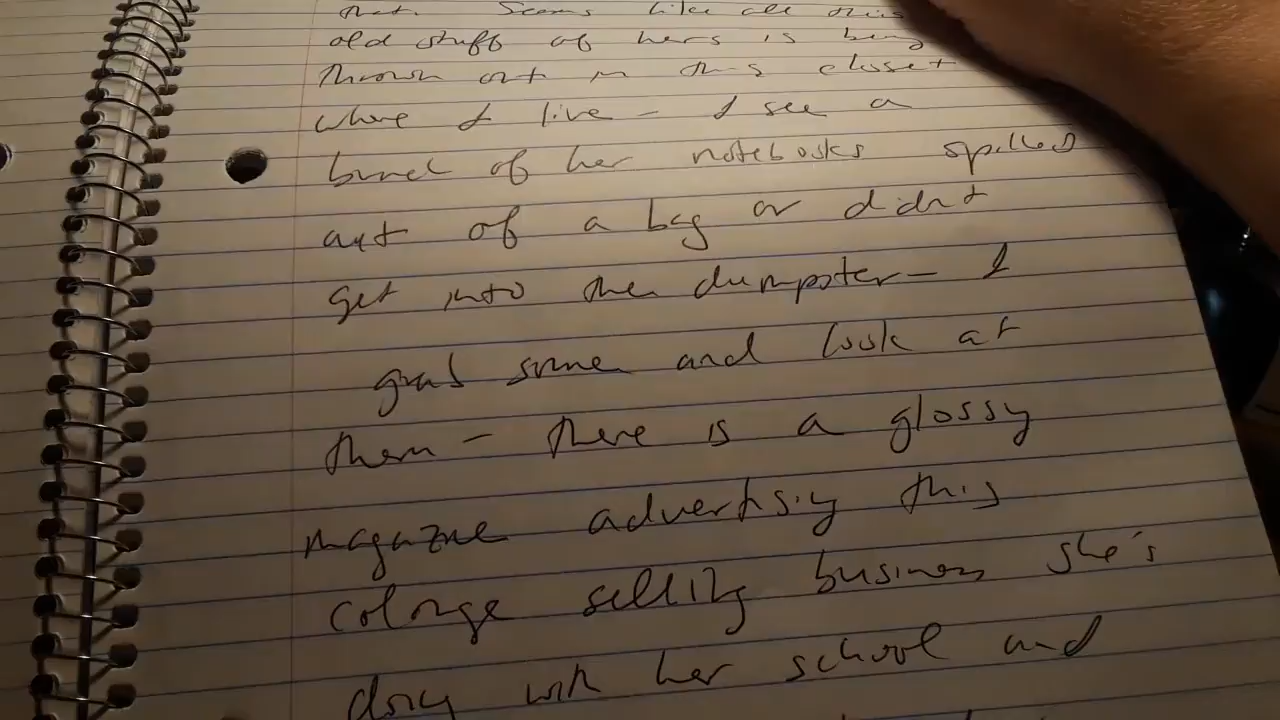 that. Seems like all this
old stuff of hers is being
thrown out in this closet
where I live – I see a
bunch of her notebooks spilled
out of a bag or didnt
get into the dumpster – I
grab some and look at
them – there is a glossy
magazine advertising this
cologne selling business she's
doing with her school and